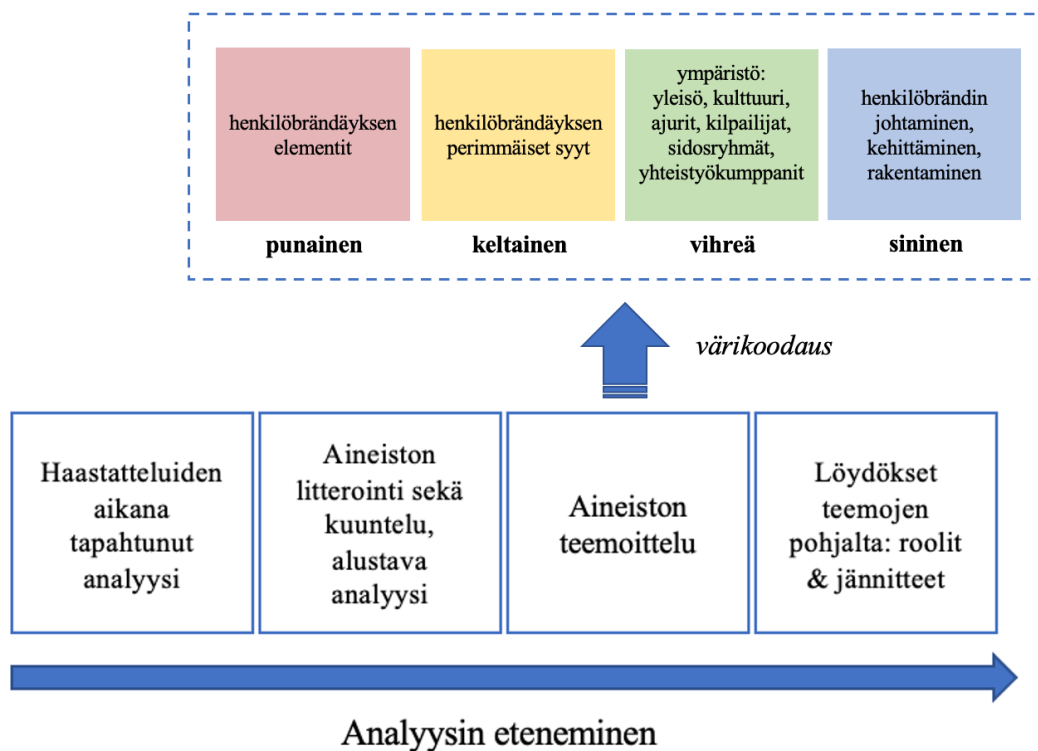 henkilöbrändäyksen
elementit
punainen
henkilöbrändäyksen
perimmäiset syyt
keltainen
ympäristö:
yleisö, kulttuuri,
ajurit, kilpailijat,
sidosryhmät,
yhteistyökumppanit
vihreä
henkilöbrändin
johtaminen,
kehittäminen,
rakentaminen
sininen
värikoodaus
Haastatteluiden
aikana
tapahtunut
analyysi
Aineiston
litterointi sekä
kuuntelu,
alustava
analyysi
Aineiston
teemoittelu
Löydökset
teemojen
pohjalta: roolit
& jännitteet
Analyysin eteneminen